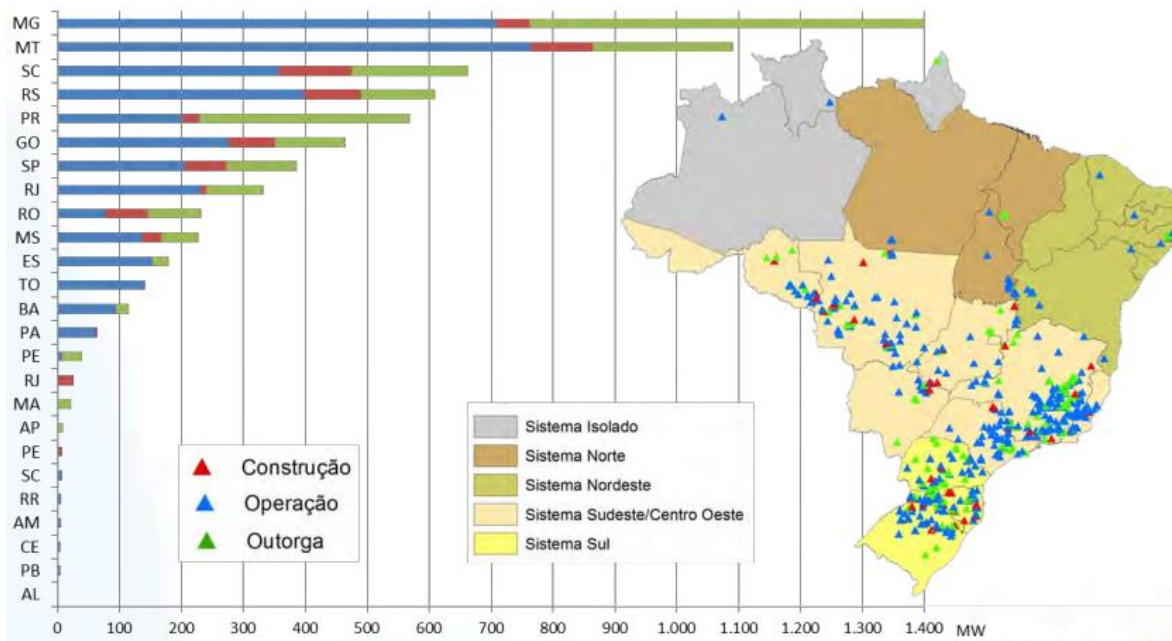 MG
MT
SC
RS
PR
GO
SP
RJ
RO
MS
ES
TO
BA
PA
PE
RJ
MA
AP
PE
SC
RR
AM
CE
PB
AL
Construção
Operação
Outorga
Sistema Isolado
Sistema Norte
Sistema Nordeste
Sistema Sudeste/Centro Oeste
Sistema Sul
0 100 200 300 400 500 600 700 800 900 1.000 1.100 1.200 1.300 1.400 MW